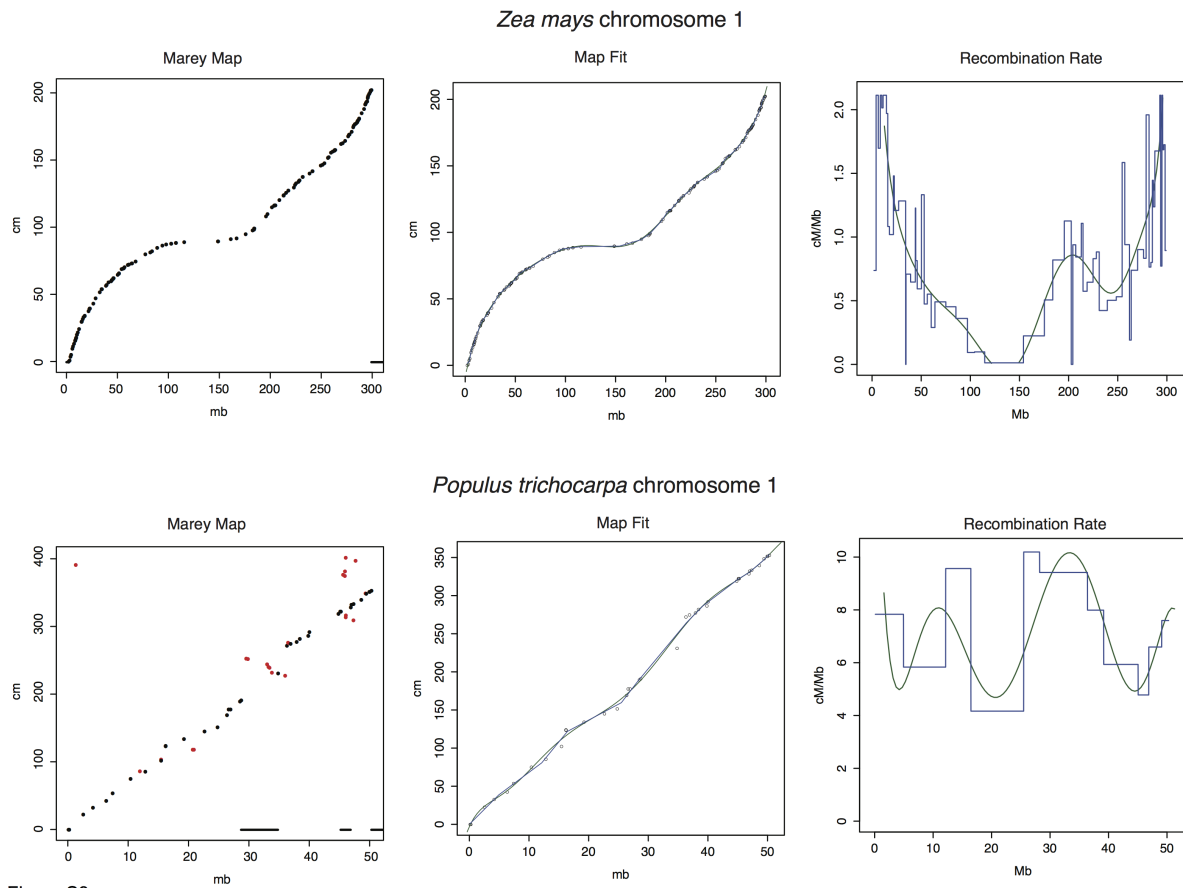 Zea mays chromosome 1
Marey Map
Map Fit
Recombination Rate
cm
0 50 100 150 200
0 50 100 150 200 250 300
mb
cm
0 50 100 150 200
0 50 100 150 200 250 300
mb
cM/Mb
0.0 0.5 1.0 1.5 2.0
0 50 100 150 200 250 300
Mb
Populus trichocarpa chromosome 1
Marey Map
Map Fit
Recombination Rate
cm
0 100 200 300 400
0 10 20 30 40 50
mb
cm
0 50 100 150 200 250 300 350
0 10 20 30 40 50
mb
cM/Mb
0 2 4 6 8 10
0 10 20 30 40 50
Mb